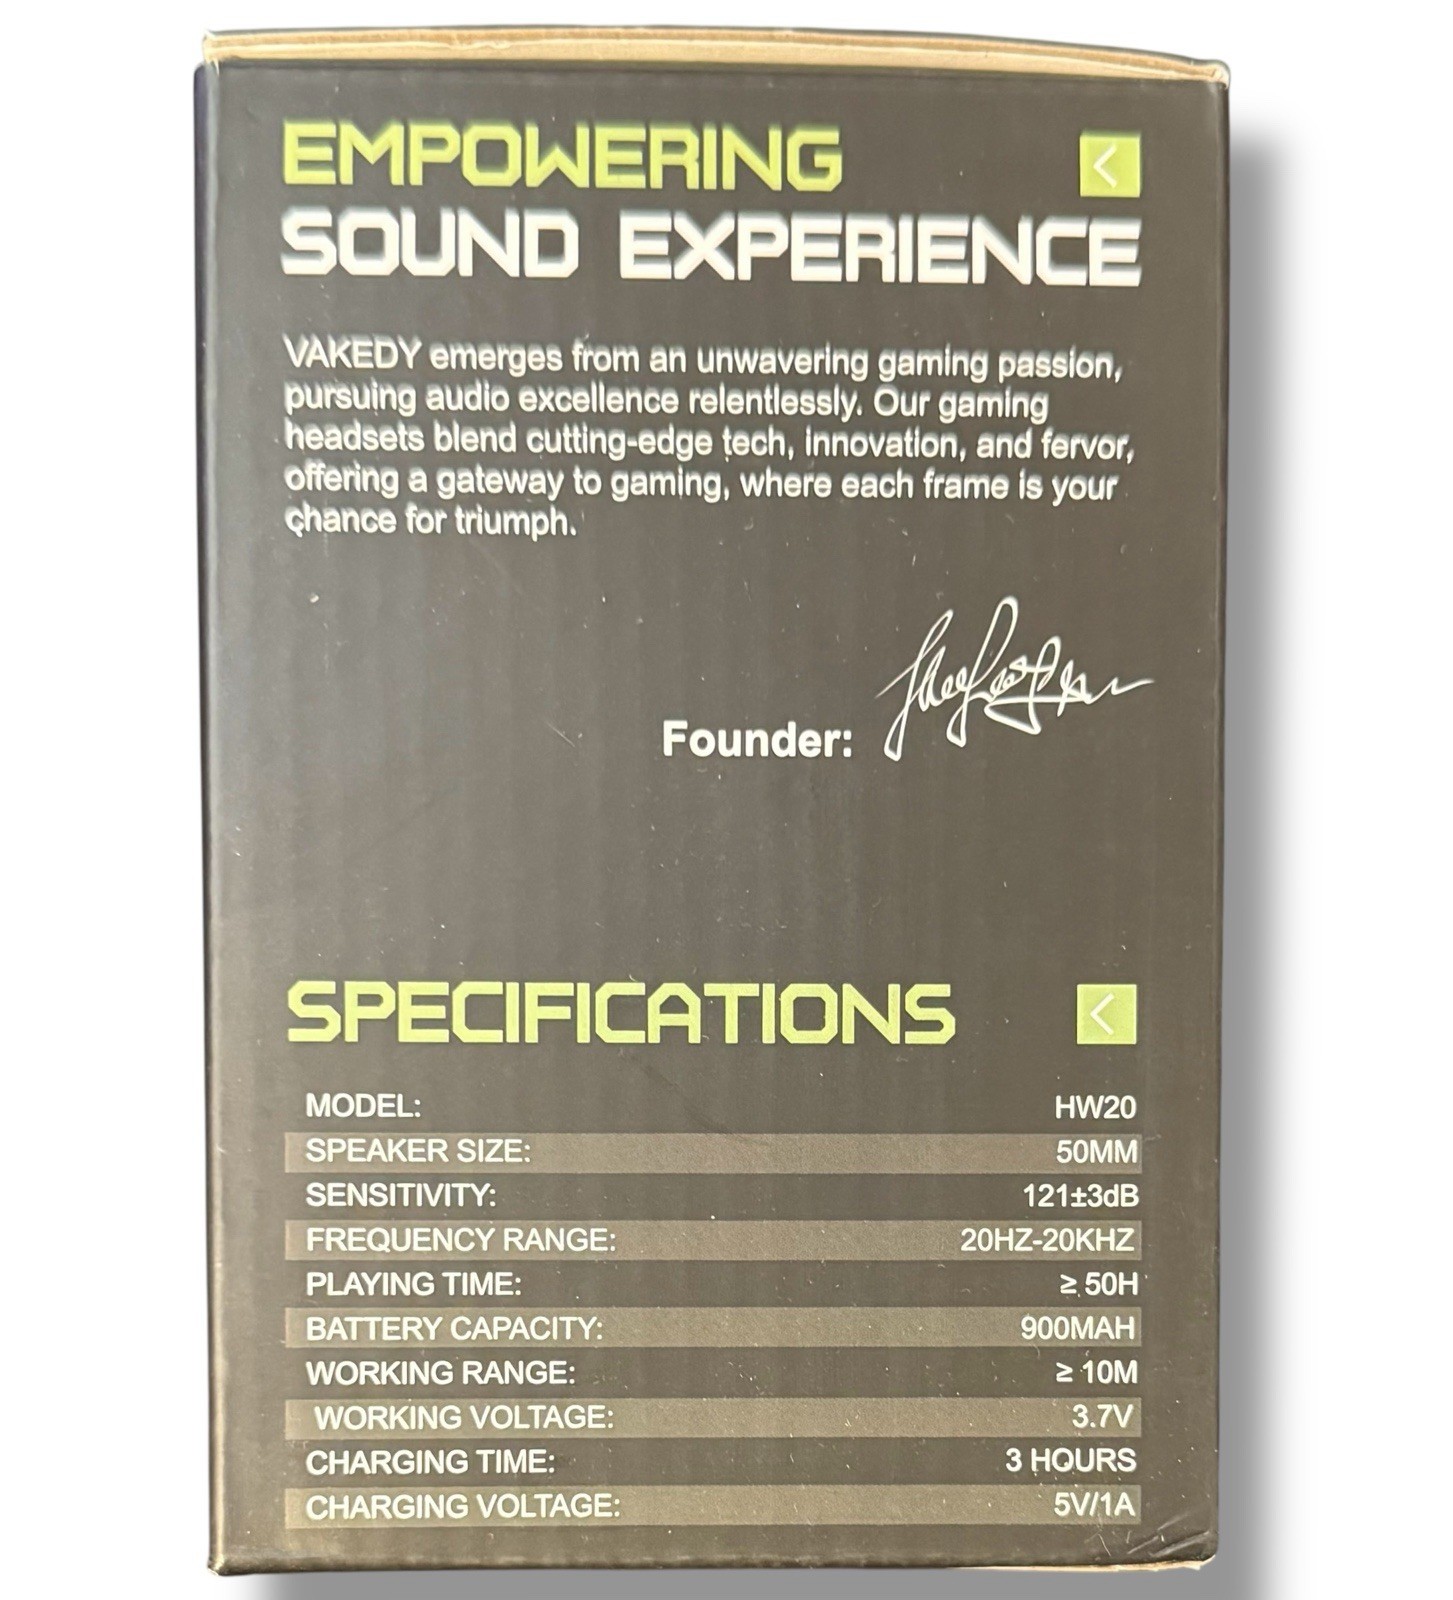 EMPOWERING
SOUND EXPERIENCE
VAKEDY emerges from an unwavering gaming passion,
pursuing audio excellence relentlessly. Our gaming
headsets blend cutting-edge tech, innovation, and fervor,
offering a gateway to gaming, where each frame is your
chance for triumph.
Founder:
SPECIFICATIONS
MODEL: HW20
SPEAKER SIZE: 50MM
SENSITIVITY: 121±3dB
FREQUENCY RANGE: 20HZ-20KHZ
PLAYING TIME: ≥ 50H
BATTERY CAPACITY: 900MAH
WORKING RANGE: ≥ 10M
WORKING VOLTAGE: 3.7V
CHARGING TIME: 3 HOURS
CHARGING VOLTAGE: 5V/1A